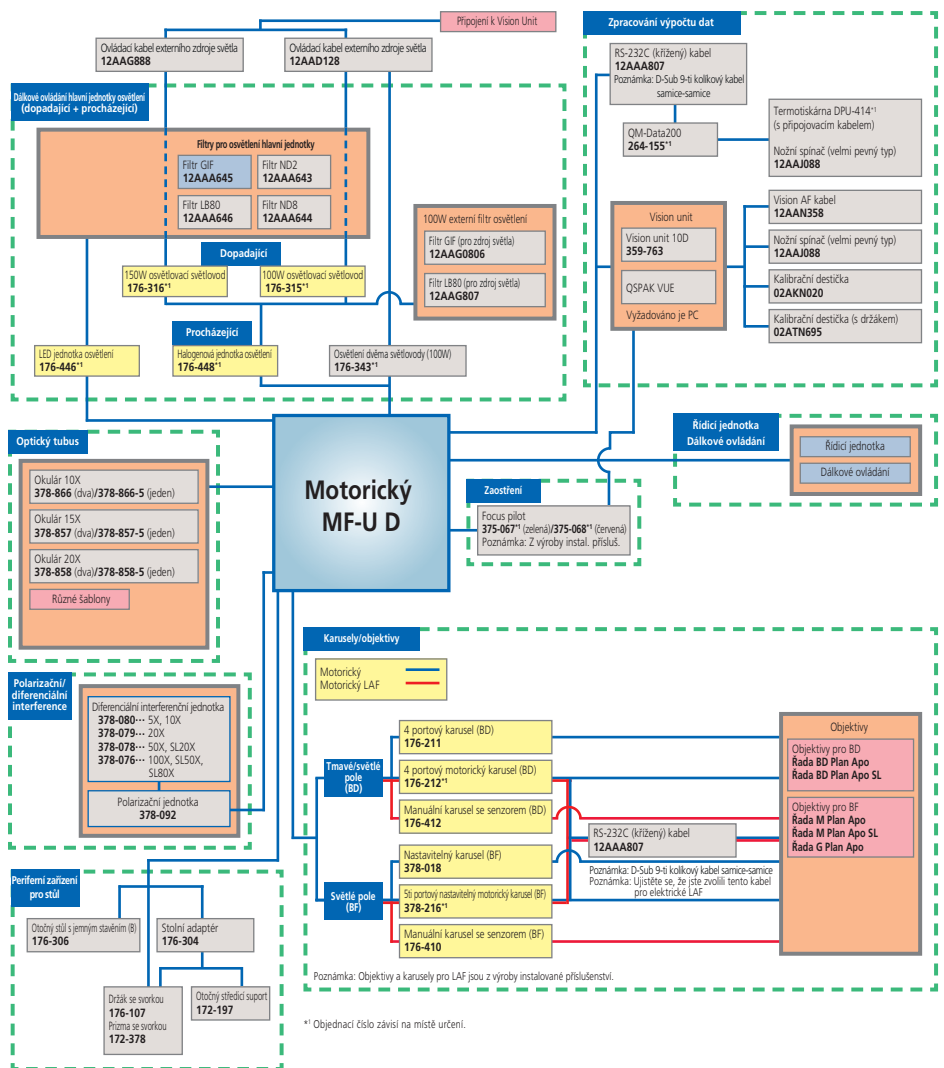 Připojení k Vision Unit
Ovládací kabel externího zdroje světla
12AAG888
Ovládací kabel externího zdroje světla
12AAD128
Dálkové ovládání hlavní jednotky osvětlení
(dopadající + procházející)
Filtry pro osvětlení hlavní jednotky
Filtr GIF
12AAA645
Filtr ND2
12AAA643
Filtr LB80
12AAA646
Filtr ND8
12AAA644
100W externí filtr osvětlení
Filtr GIF (pro zdroj světla)
12AAG0806
Filtr LB80 (pro zdroj světla)
12AAG807
Dopadající
150W osvětlovací světlovod
176-316*1
100W osvětlovací světlovod
176-315*1
Procházející
LED jednotka osvětlení
176-446*1
Halogenová jednotka osvětlení
176-448*1
Osvětlení dvěma světlovody (100W)
176-343*1
Zpracování výpočtu dat
RS-232C (křížený) kabel
12AAA807
Poznámka: D-Sub 9-ti kolikový kabel
samice-samice
QM-Data200
264-155*1
Termotiskárna DPU-414*1
(s připojovacím kabelem)
Nožní spínač (velmi pevný typ)
12AAJ088
Vision unit
Vision unit 10D
359-763
QSPAK VUE
Vyžadováno je PC
Vision AF kabel
12AAN358
Nožní spínač (velmi pevný typ)
12AAJ088
Kalibrační destička
02AKN020
Kalibrační destička (s držákem)
02ATN695
Řídicí jednotka
Dálkové ovládání
Řídicí jednotka
Dálkové ovládání
Optický tubus
Okulár 10X
378-866 (dva)/378-866-5 (jeden)
Okulár 15X
378-857 (dva)/378-857-5 (jeden)
Okulár 20X
378-858 (dva)/378-858-5 (jeden)
Různé šablony
Motorický
MF-U D
Zaostření
Focus pilot
375-067*1 (zelená)/375-068*1 (červená)
Poznámka: Z výroby instal. přísluš.
Polarizační/
diferenciální
interference
Diferenciální interferenční jednotka
378-080··· 5X, 10X
378-079··· 20X
378-078··· 50X, SL20X
378-076··· 100X, SL50X,
SL80X
Polarizační jednotka
378-092
Periferní zařízení
pro stůl
Otočný stůl s jemným stavěním (B)
176-306
Stolní adaptér
176-304
Držák se svorkou
176-107
Prizma se svorkou
172-378
Otočný středicí suport
172-197
Karusely/objektivy
Motorický
Motorický LAF
Tmavé/světlé
pole
(BD)
4 portový karusel (BD)
176-211
4 portový motorický karusel (BD)
176-212*1
Manuální karusel se senzorem (BD)
176-412
Světlé pole
(BF)
Nastavitelný karusel (BF)
378-018
5ti portový nastavitelný motorický karusel (BF)
378-216*1
Manuální karusel se senzorem (BF)
176-410
RS-232C (křížený) kabel
12AAA807
Poznámka: D-Sub 9-ti kolikový kabel samice-samice
Poznámka: Ujistěte se, že jste zvolili tento kabel
pro elektrické LAF
Objektivy
Objektivy pro BD
Řada BD Plan Apo
Řada BD Plan Apo SL
Objektivy pro BF
Řada M Plan Apo
Řada M Plan Apo SL
Řada G Plan Apo
Poznámka: Objektivy a karusely pro LAF jsou z výroby instalované příslušenství.
*1 Objednací číslo závisí na místě určení.